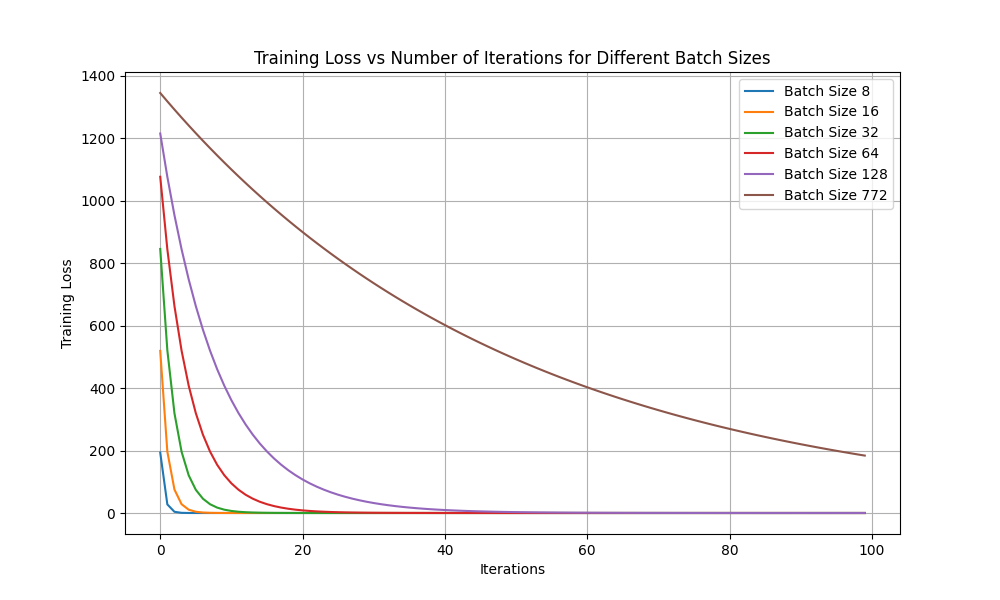 Training Loss vs Number of Iterations for Different Batch Sizes
1400
1200
1000
800
600
400
200
0
Training Loss
Batch Size 8
Batch Size 16
Batch Size 32
Batch Size 64
Batch Size 128
Batch Size 772
0 20 40 60 80 100
Iterations